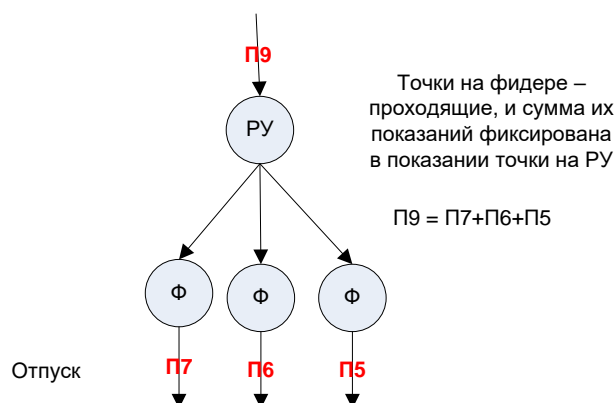 П9
РУ
Точки на фидере –
проходящие, и сумма их
показаний фиксирована
в показании точки на РУ
П9 = П7+П6+П5
Ф Ф Ф
Отпуск П7 П6 П5